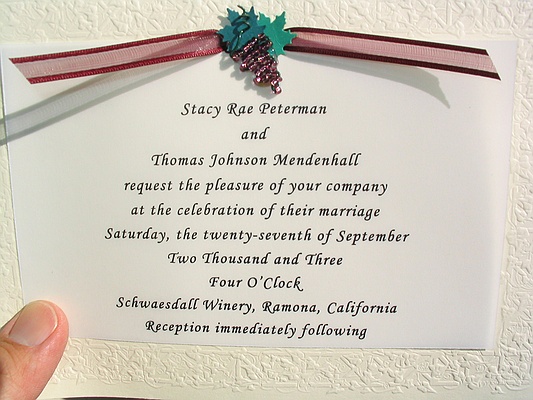 Stacy Rae Peterman
and
Thomas Johnson Mendenhall
request the pleasure of your company
at the celebration of their marriage
Saturday, the twenty-seventh of September
Two Thousand and Three
Four O'Clock
Schwaesdall Winery, Ramona, California
Reception immediately following